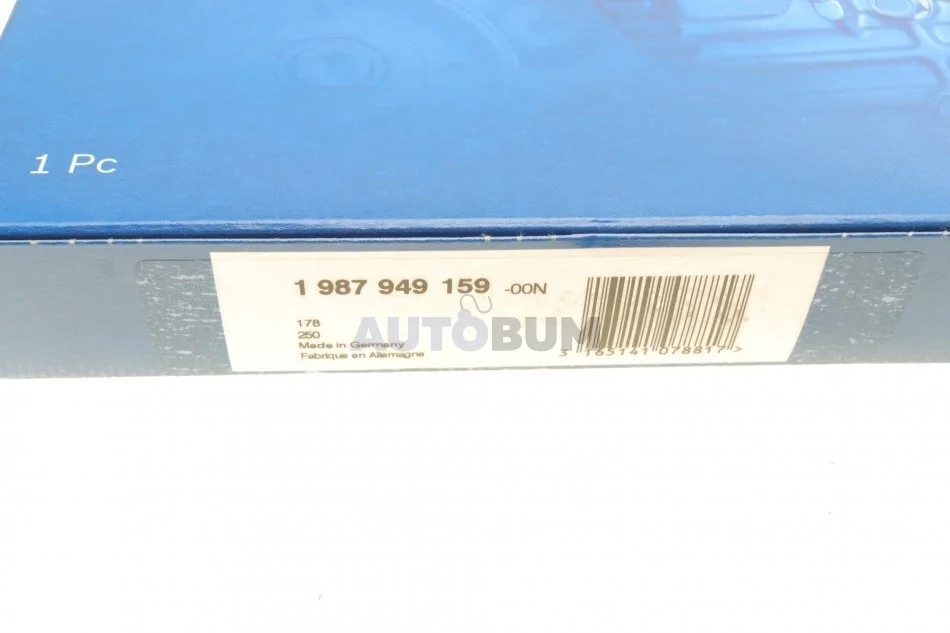 1 Pc
1 987 949 159 -00N
178
250
Made in Germany
Fabrique en Allemagne
AUTOBUM
3 165141 078817 >